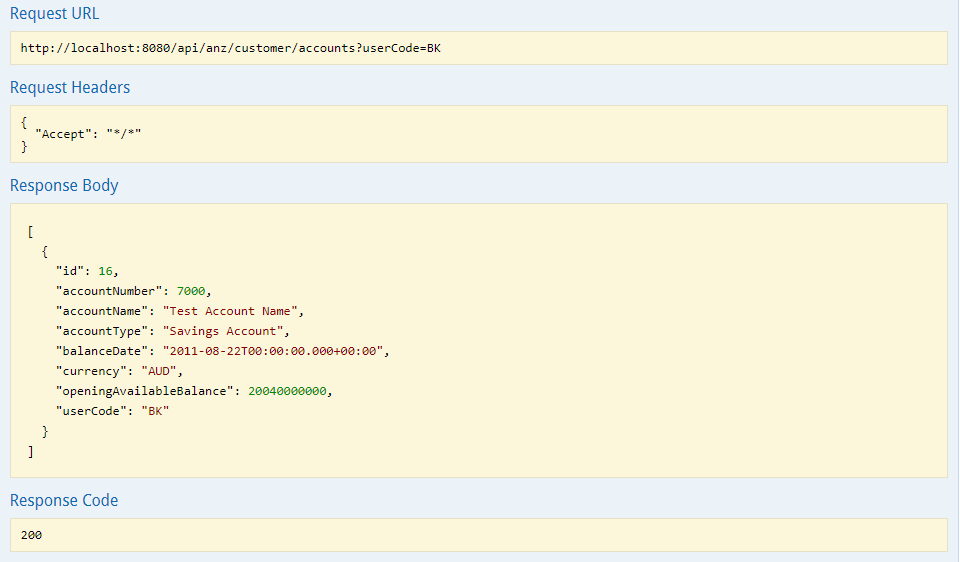 Request URL
http://localhost:8080/api/anz/customer/accounts?userCode=BK
Request Headers
{
  "Accept": "*/*"
}
Response Body
[
  {
    "id": 16,
    "accountNumber": 7000,
    "accountName": "Test Account Name",
    "accountType": "Savings Account",
    "balanceDate": "2011-08-22T00:00:00.000+00:00",
    "currency": "AUD",
    "openingAvailableBalance": 20040000000,
    "userCode": "BK"
  }
]
Response Code
200